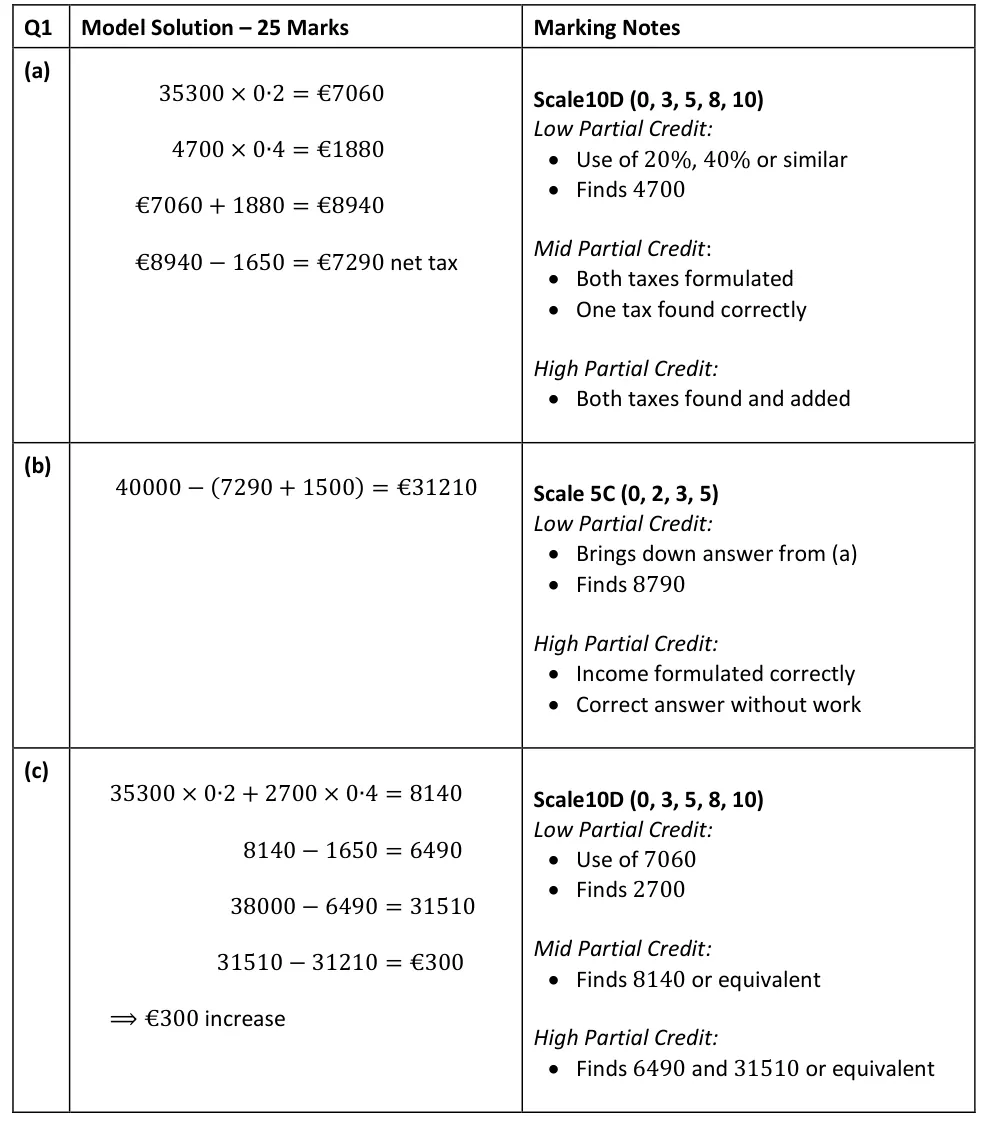 Q1 Model Solution – 25 Marks Marking Notes
(a)
35300 × 0·2 = €7060
4700 × 0·4 = €1880
€7060 + 1880 = €8940
€8940 − 1650 = €7290 net tax
Scale10D (0, 3, 5, 8, 10)
Low Partial Credit:
• Use of 20%, 40% or similar
• Finds 4700
Mid Partial Credit:
• Both taxes formulated
• One tax found correctly
High Partial Credit:
• Both taxes found and added
(b)
40000 − (7290 + 1500) = €31210
Scale 5C (0, 2, 3, 5)
Low Partial Credit:
• Brings down answer from (a)
• Finds 8790
High Partial Credit:
• Income formulated correctly
• Correct answer without work
(c)
35300 × 0·2 + 2700 × 0·4 = 8140
8140 − 1650 = 6490
38000 − 6490 = 31510
31510 − 31210 = €300
⟹ €300 increase
Scale10D (0, 3, 5, 8, 10)
Low Partial Credit:
• Use of 7060
• Finds 2700
Mid Partial Credit:
• Finds 8140 or equivalent
High Partial Credit:
• Finds 6490 and 31510 or equivalent